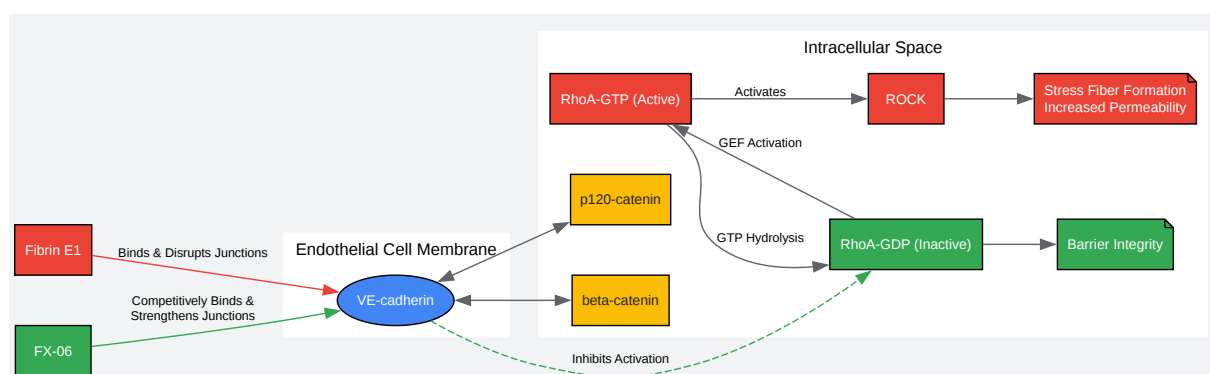 Intracellular Space
RhoA-GTP (Active)
Activates
ROCK
Stress Fiber Formation
Increased Permeability
GEF Activation
p120-catenin
Fibrin E1
Binds & Disrupts Junctions
Endothelial Cell Membrane
GTP Hydrolysis
RhoA-GDP (Inactive)
Barrier Integrity
VE-cadherin
beta-catenin
Competitively Binds &
Strengthens Junctions
FX-06
Inhibits Activation